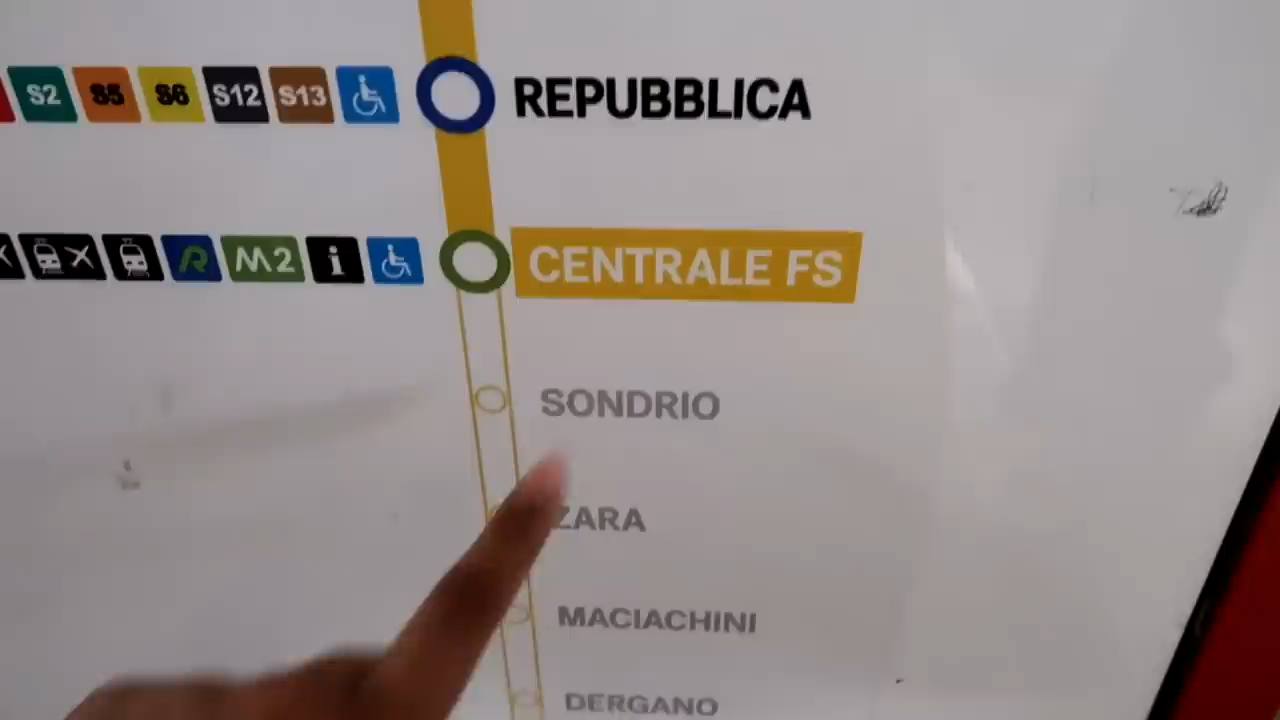 S2 S5 S6 S12 S13 REPUBBLICA
R M2 i CENTRALE FS
SONDRIO
ZARA
MACIACHINI
DERGANO